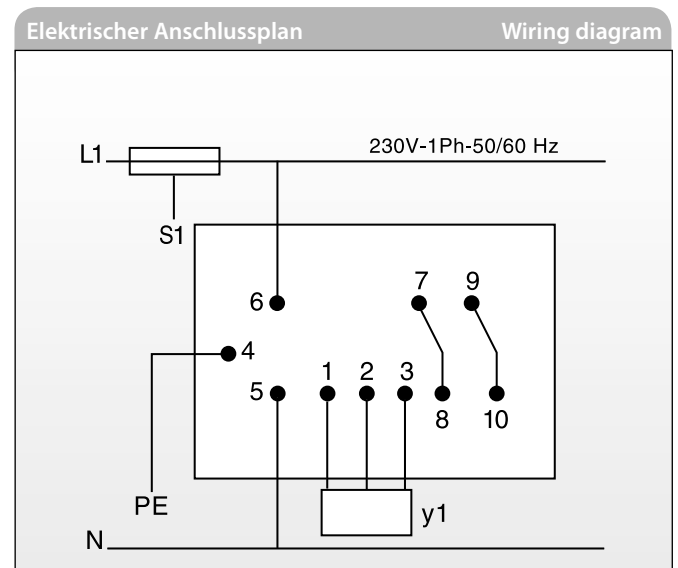 Elektrischer Anschlussplan Wiring diagram
L1 230V-1Ph-50/60 Hz
S1
6 7 9
4
5 1 2 3 8 10
PE
y1
N